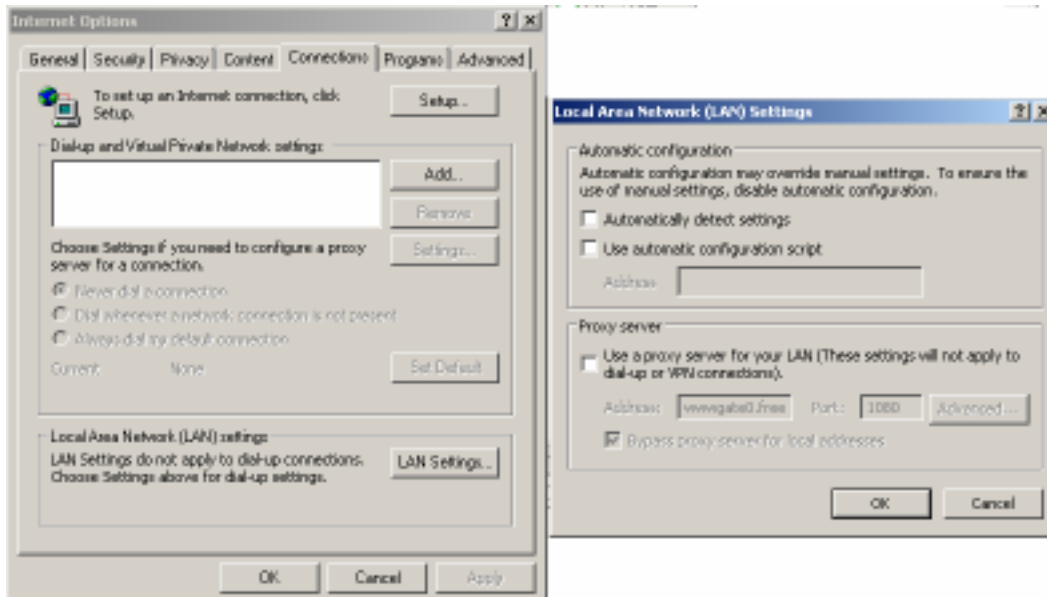 Internet Options
General Security Privacy Content Connections Programs Advanced
To set up an Internet connection, click
Setup.
Setup...
Dial-up and Virtual Private Network settings
Add...
Remove
Choose Settings if you need to configure a proxy
server for a connection.
Settings...
Never dial a connection
Dial whenever a network connection is not present
Always dial my default connection
Current: None
Set Default
Local Area Network (LAN) settings
LAN Settings do not apply to dial-up connections.
Choose Settings above for dial-up settings.
LAN Settings...
OK Cancel Apply
Local Area Network (LAN) Settings
Automatic configuration
Automatic configuration may override manual settings. To ensure the
use of manual settings, disable automatic configuration.
Automatically detect settings
Use automatic configuration script
Address
Proxy server
Use a proxy server for your LAN (These settings will not apply to
dial-up or VPN connections).
Address: Port: 1080 Advanced...
Bypass proxy server for local addresses
OK Cancel